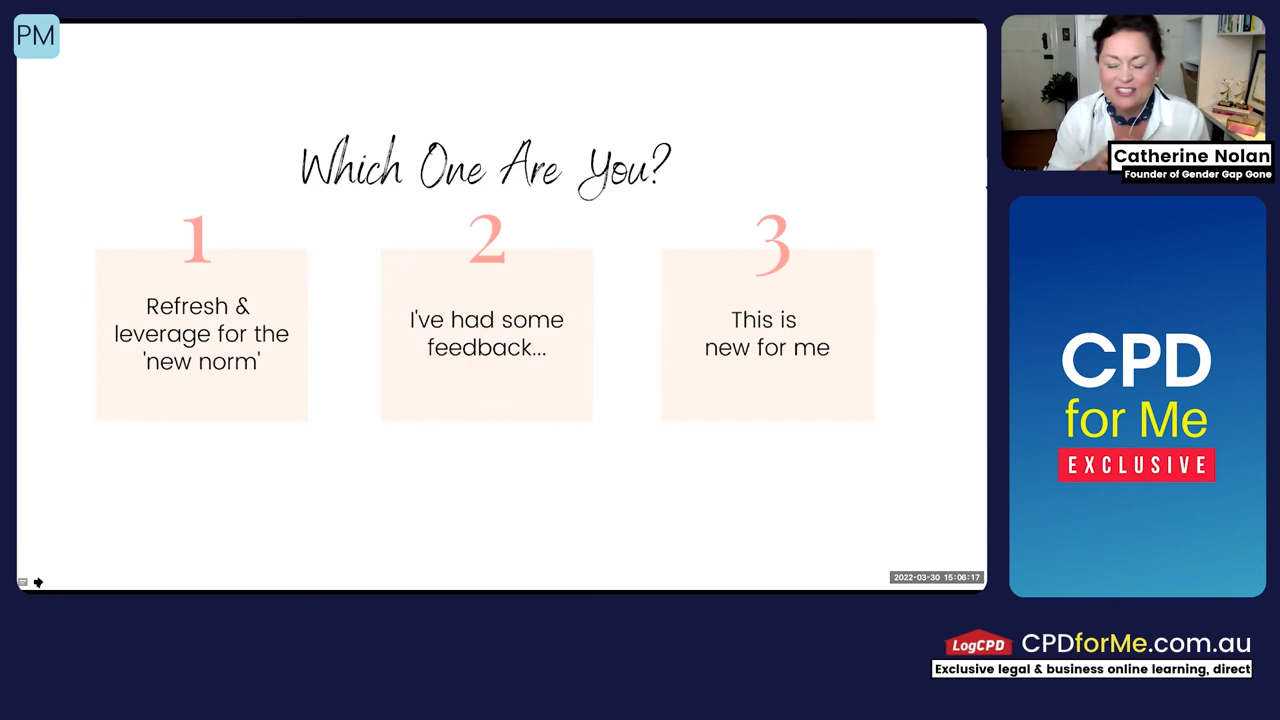 PM
Which One Are You?
1
Refresh &
leverage for the
'new norm'
2
I've had some
feedback...
3
This is
new for me
2022-03-30 15:06:17
Catherine Nolan
Founder of Gender Gap Gone
CPD
for Me
EXCLUSIVE
LogCPD
CPDforMe.com.au
Exclusive legal & business online learning, direct